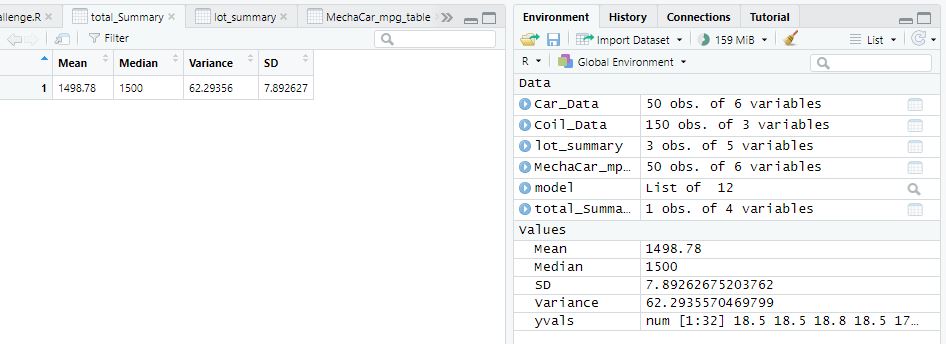 allenge.R
total_Summary
lot_summary
MechaCar_mpg_table
Filter
Mean Median Variance SD
1 1498.78 1500 62.29356 7.892627
Environment History Connections Tutorial
Import Dataset 159 MiB List
R Global Environment
Data
Car_Data 50 obs. of 6 variables
Coil_Data 150 obs. of 3 variables
lot_summary 3 obs. of 5 variables
MechaCar_mp… 50 obs. of 6 variables
model List of 12
total_Summa… 1 obs. of 4 variables
Values
Mean 1498.78
Median 1500
SD 7.89262675203762
Variance 62.2935570469799
yvals num [1:32] 18.5 18.5 18.8 18.5 17…